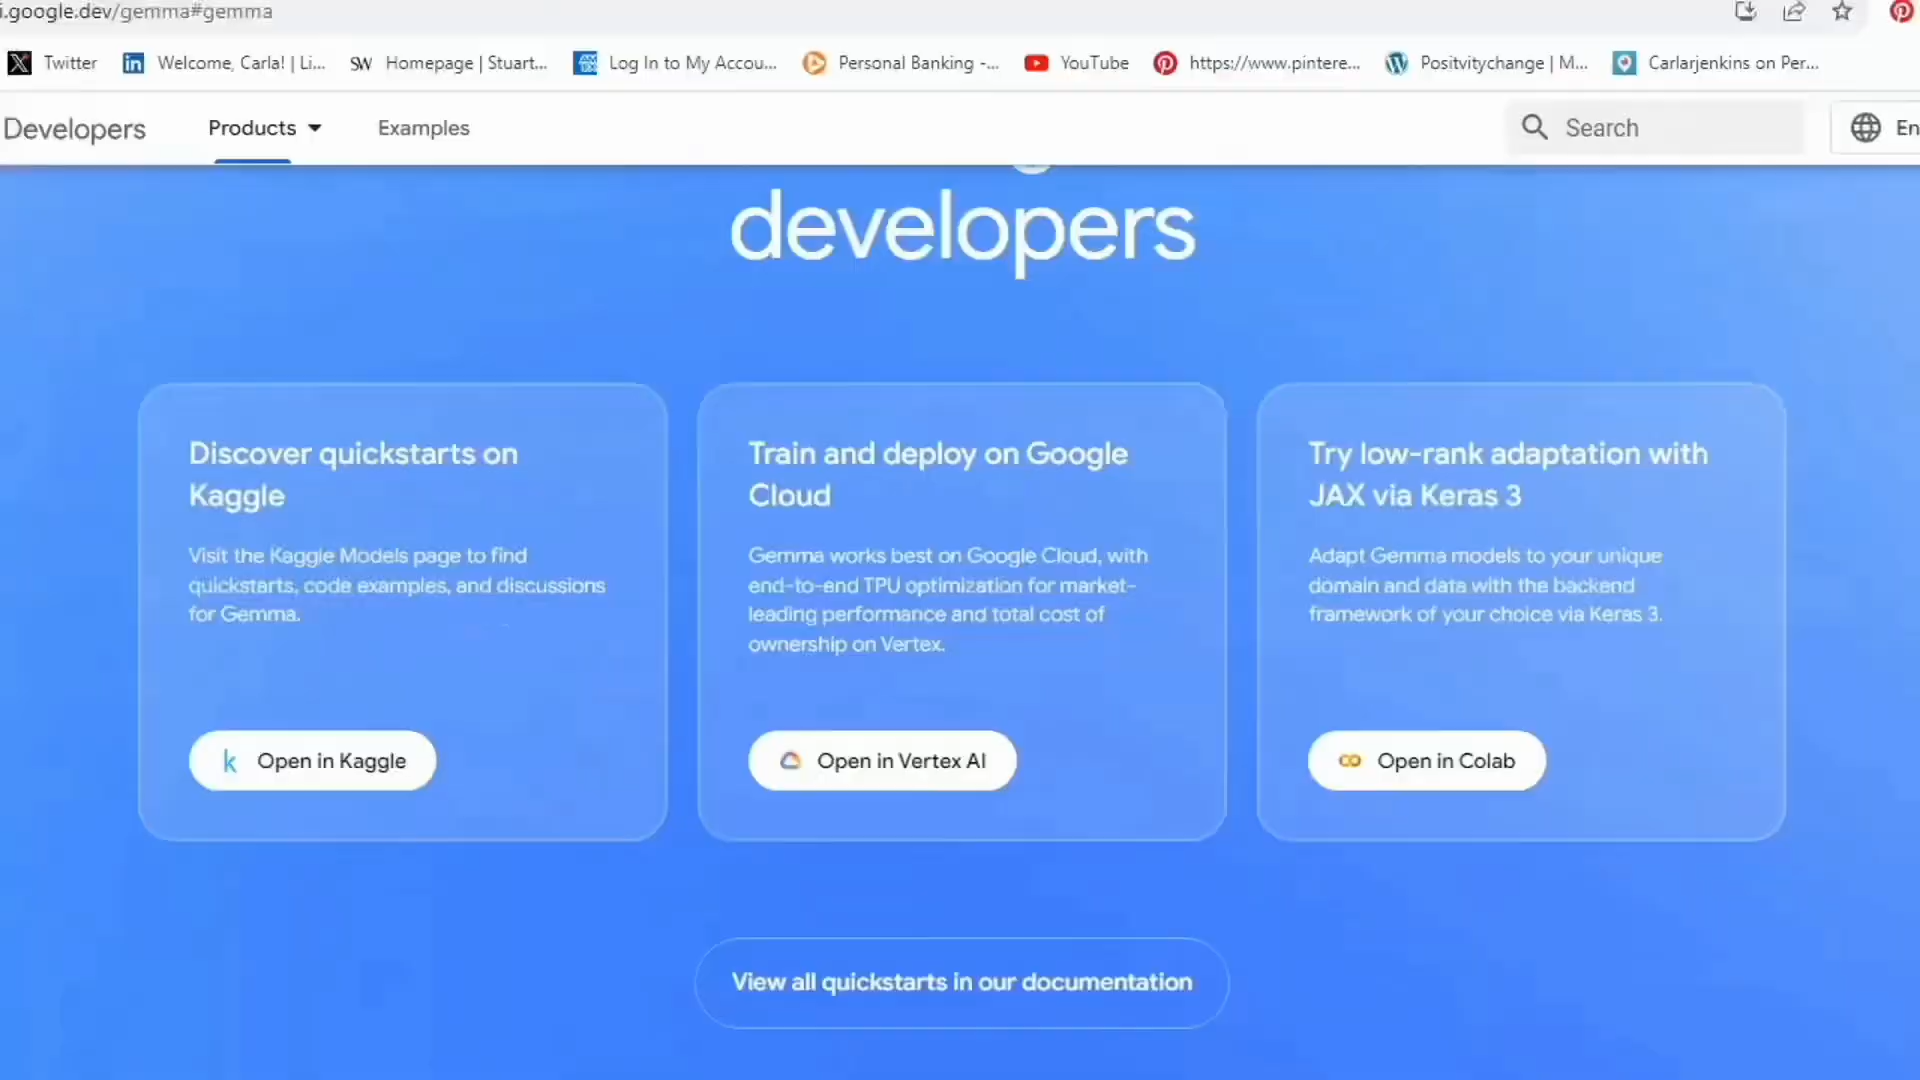 i.google.dev/gemma#gemma
Twitter
Welcome, Carla! | Li...
SW Homepage | Stuart...
Log In to My Accou...
Personal Banking -...
YouTube
https://www.pintere...
Positvitychange | M...
Carlarjenkins on Per...
Developers
Products
Examples
Search
En
developers
Discover quickstarts on
Kaggle
Visit the Kaggle Models page to find
quickstarts, code examples, and discussions
for Gemma.
Open in Kaggle
Train and deploy on Google
Cloud
Gemma works best on Google Cloud, with
end-to-end TPU optimization for market-
leading performance and total cost of
ownership on Vertex.
Open in Vertex AI
Try low-rank adaptation with
JAX via Keras 3
Adapt Gemma models to your unique
domain and data with the backend
framework of your choice via Keras 3.
Open in Colab
View all quickstarts in our documentation